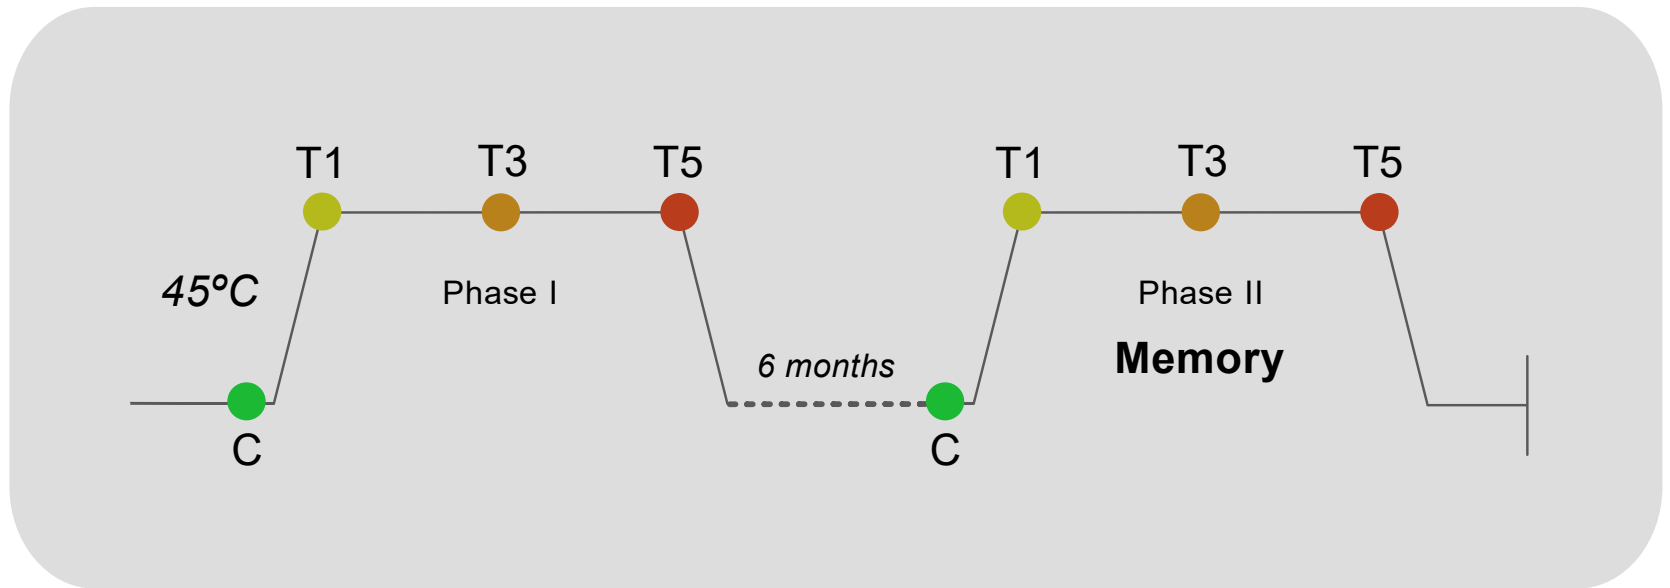 T1 T3 T5 T1 T3 T5
45ºC Phase I Phase II
6 months Memory
C C